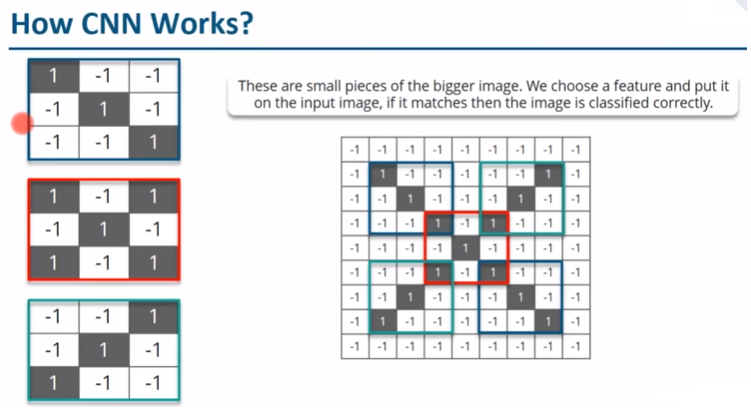 How CNN Works?
These are small pieces of the bigger image. We choose a feature and put it
on the input image, if it matches then the image is classified correctly.
1 -1 -1
-1 1 -1
-1 -1 1
1 -1 1
-1 1 -1
1 -1 1
-1 -1 1
-1 1 -1
1 -1 -1
-1 -1 -1 -1 -1 -1 -1 -1 -1
-1 1 -1 -1 -1 -1 -1 1 -1
-1 -1 1 -1 -1 -1 1 -1 -1
-1 -1 -1 1 -1 1 -1 -1 -1
-1 -1 -1 -1 1 -1 -1 -1 -1
-1 -1 -1 1 -1 1 -1 -1 -1
-1 -1 1 -1 -1 -1 1 -1 -1
-1 1 -1 -1 -1 -1 -1 1 -1
-1 -1 -1 -1 -1 -1 -1 -1 -1